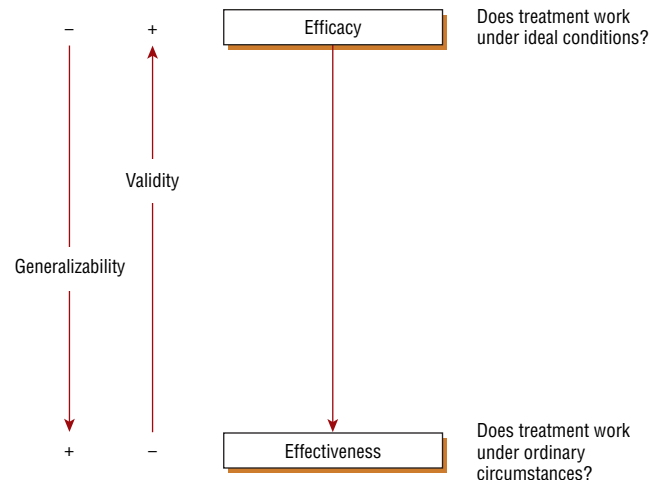 – +
Efficacy
Does treatment work
under ideal conditions?
Validity
Generalizability
+ –
Effectiveness
Does treatment work
under ordinary
circumstances?